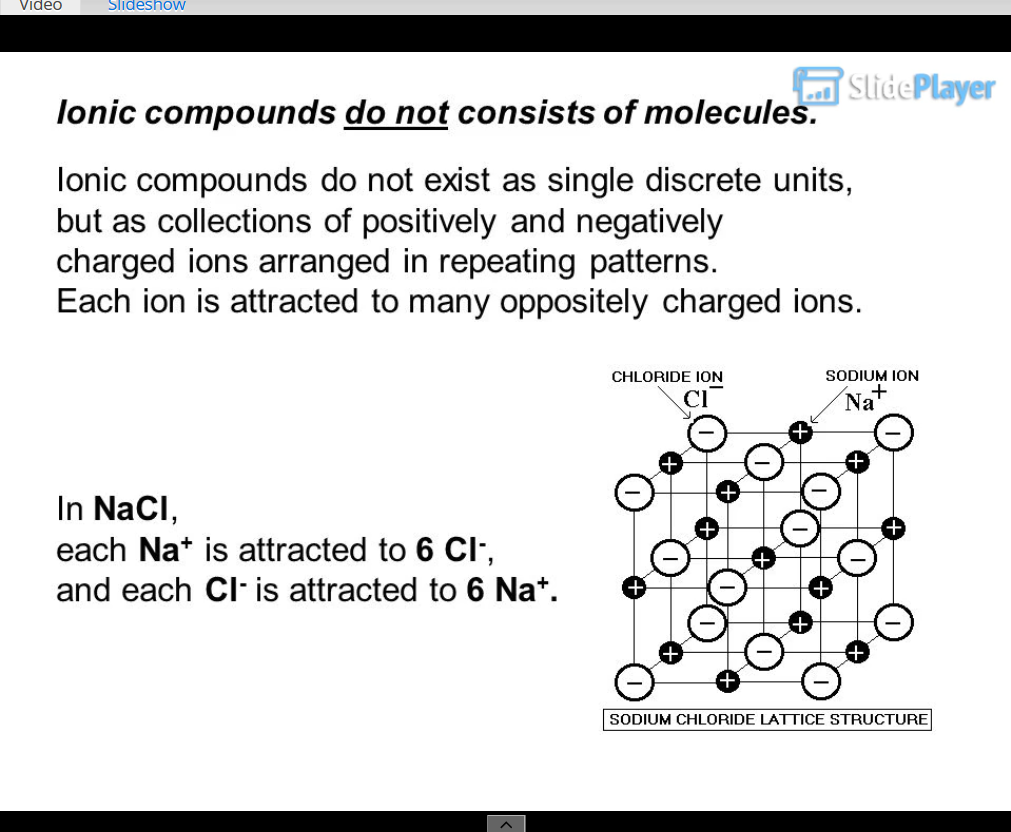 Video Slideshow
SlidePlayer
Ionic compounds do not consists of molecules.
Ionic compounds do not exist as single discrete units,
but as collections of positively and negatively
charged ions arranged in repeating patterns.
Each ion is attracted to many oppositely charged ions.
CHLORIDE ION SODIUM ION
Cl⁻ Na⁺
In NaCl,
each Na⁺ is attracted to 6 Cl⁻,
and each Cl⁻ is attracted to 6 Na⁺.
SODIUM CHLORIDE LATTICE STRUCTURE